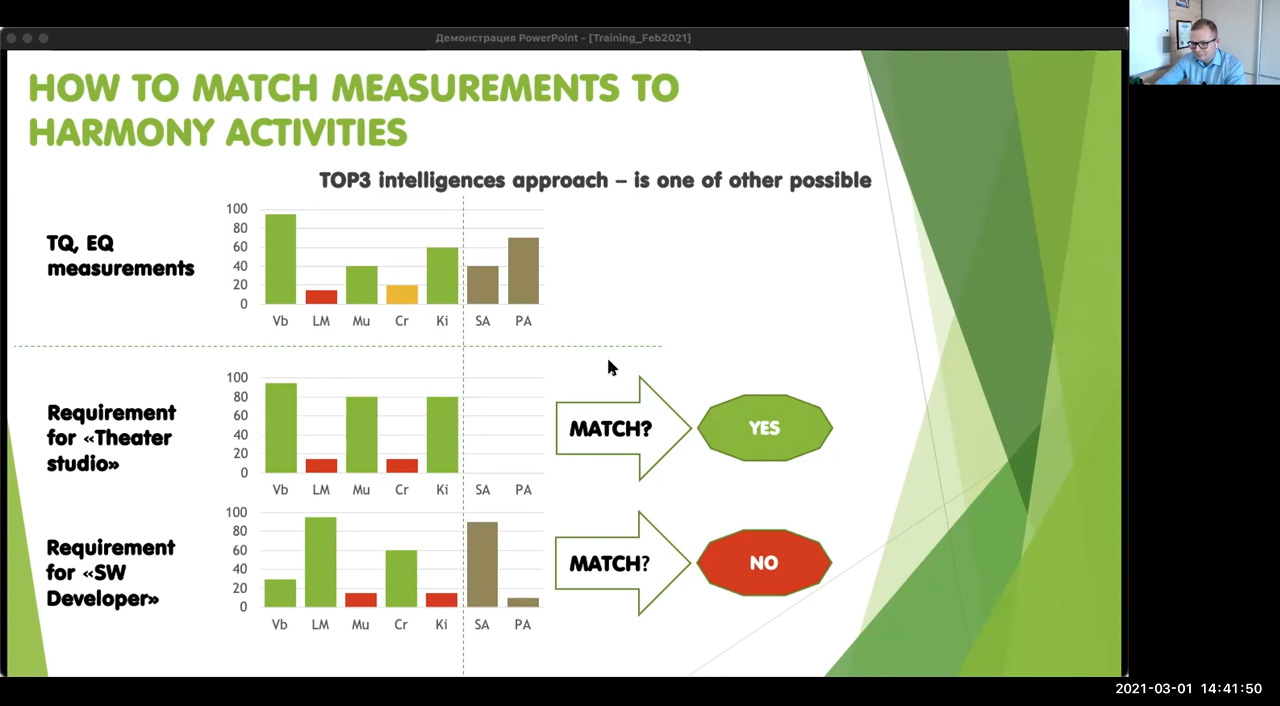 Демонстрация PowerPoint - [Training_Feb2021]
HOW TO MATCH MEASUREMENTS TO
HARMONY ACTIVITIES
TOP3 intelligences approach – is one of other possible
TQ, EQ
measurements
100
80
60
40
20
0
Vb LM Mu Cr Ki SA PA
Requirement
for «Theater
studio»
100
80
60
40
20
0
Vb LM Mu Cr Ki SA PA
MATCH?
YES
Requirement
for «SW
Developer»
100
80
60
40
20
0
Vb LM Mu Cr Ki SA PA
MATCH?
NO
2021-03-01 14:41:50